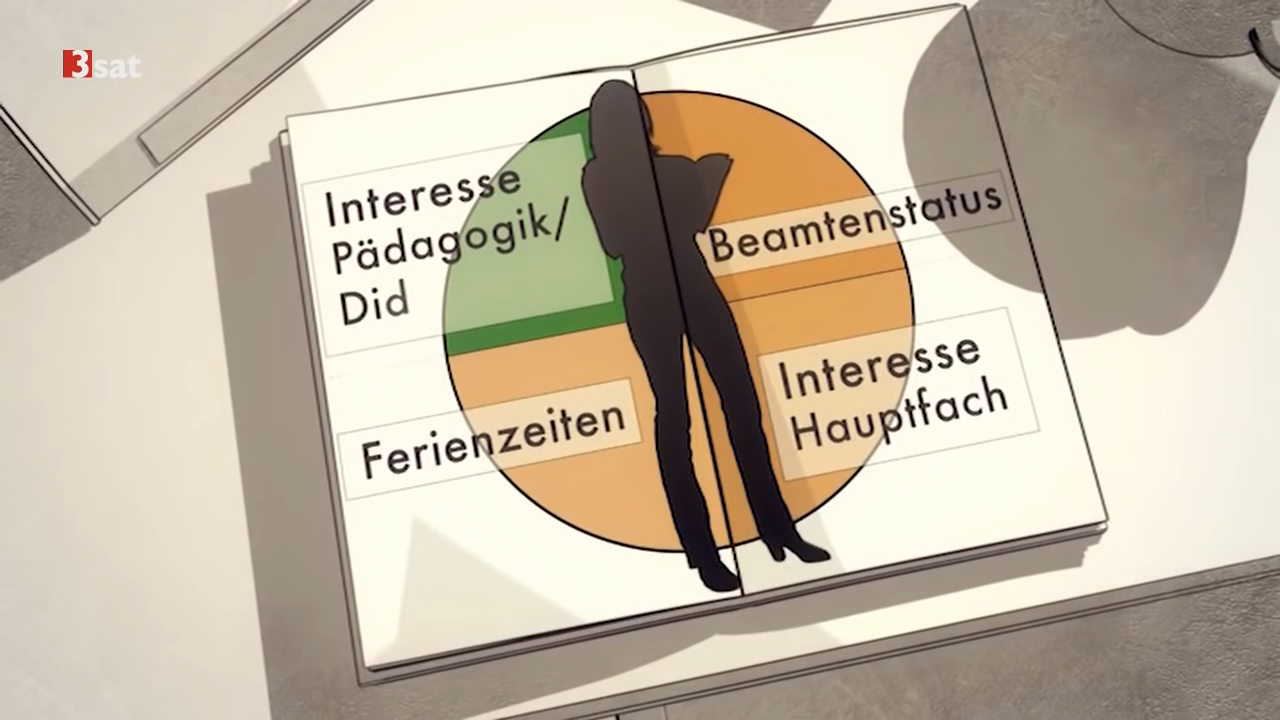 3sat
Interesse
Pädagogik/
Did
Beamtenstatus
Ferienzeiten
Interesse
Hauptfach